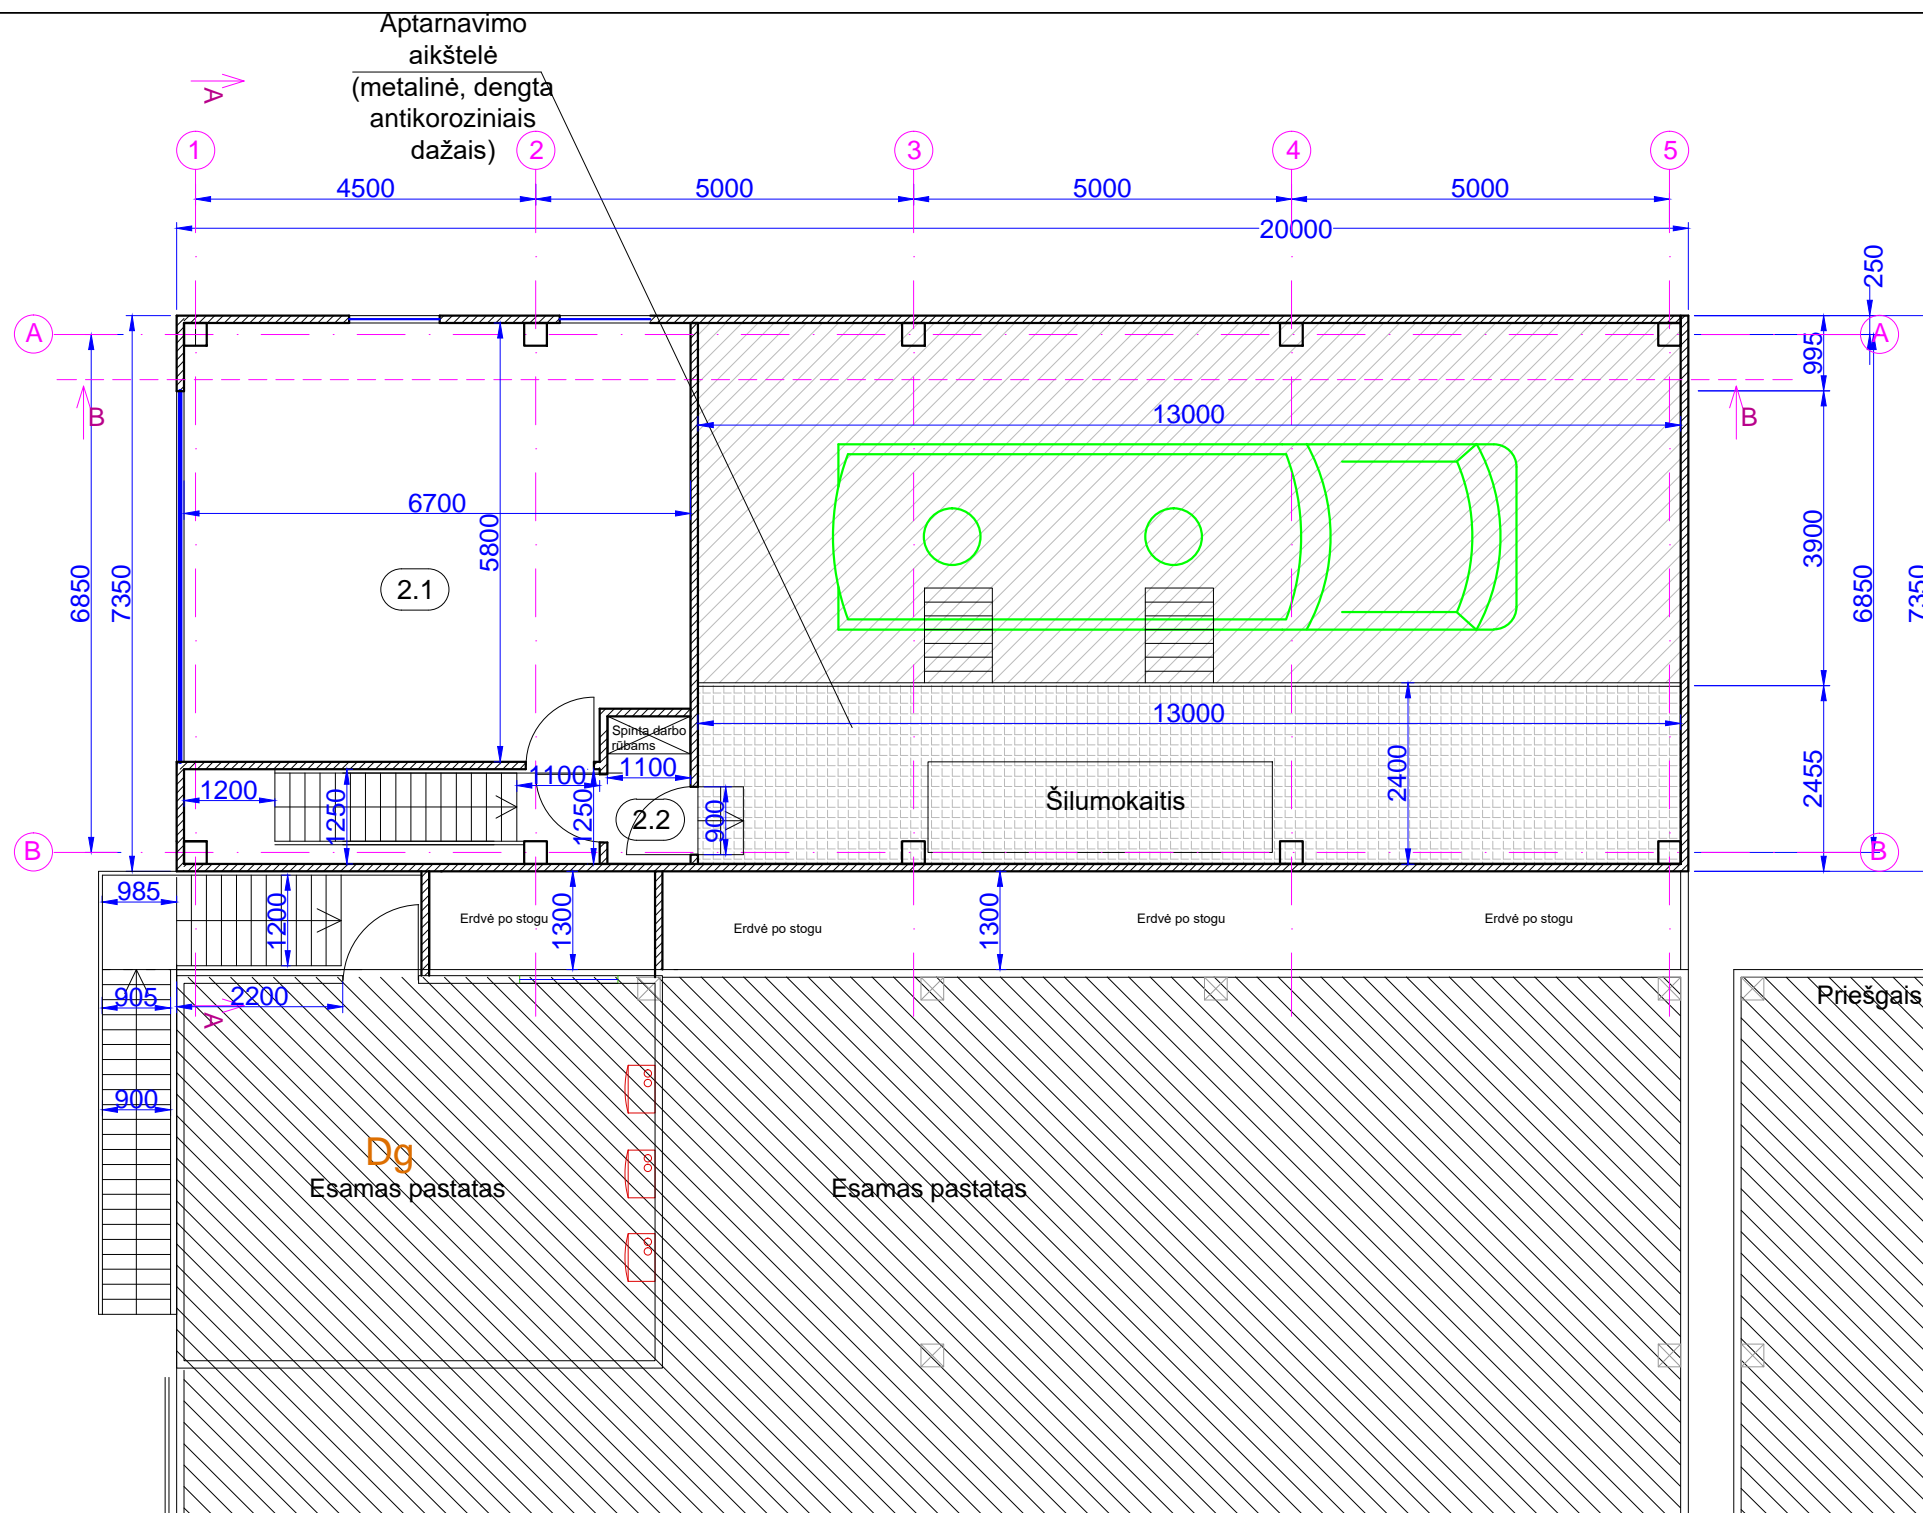 Aptarnavimo
aikštelė
(metalinė, dengta
antikoroziniais
dažais)
A
1
2
3
4
5
4500
5000
5000
5000
20000
250
A
A
995
B
B
13000
6700
5800
3900
6850
7350
6850
7350
2.1
Spinta darbo
rūbams
13000
1200
1100
1100
1250
1250
2.2
900
Šilumokaitis
2400
2455
B
B
985
1200
Erdvė po stogu
1300
Erdvė po stogu
1300
Erdvė po stogu
Erdvė po stogu
905
2200
A
Priešgais
900
Dg
Esamas pastatas
Esamas pastatas